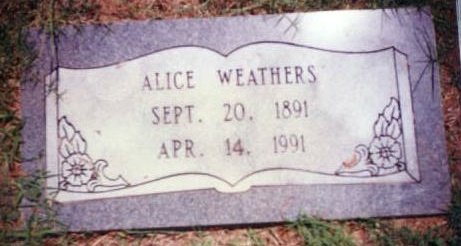 ALICE WEATHERS
SEPT. 20. 1891
APR. 14. 1991